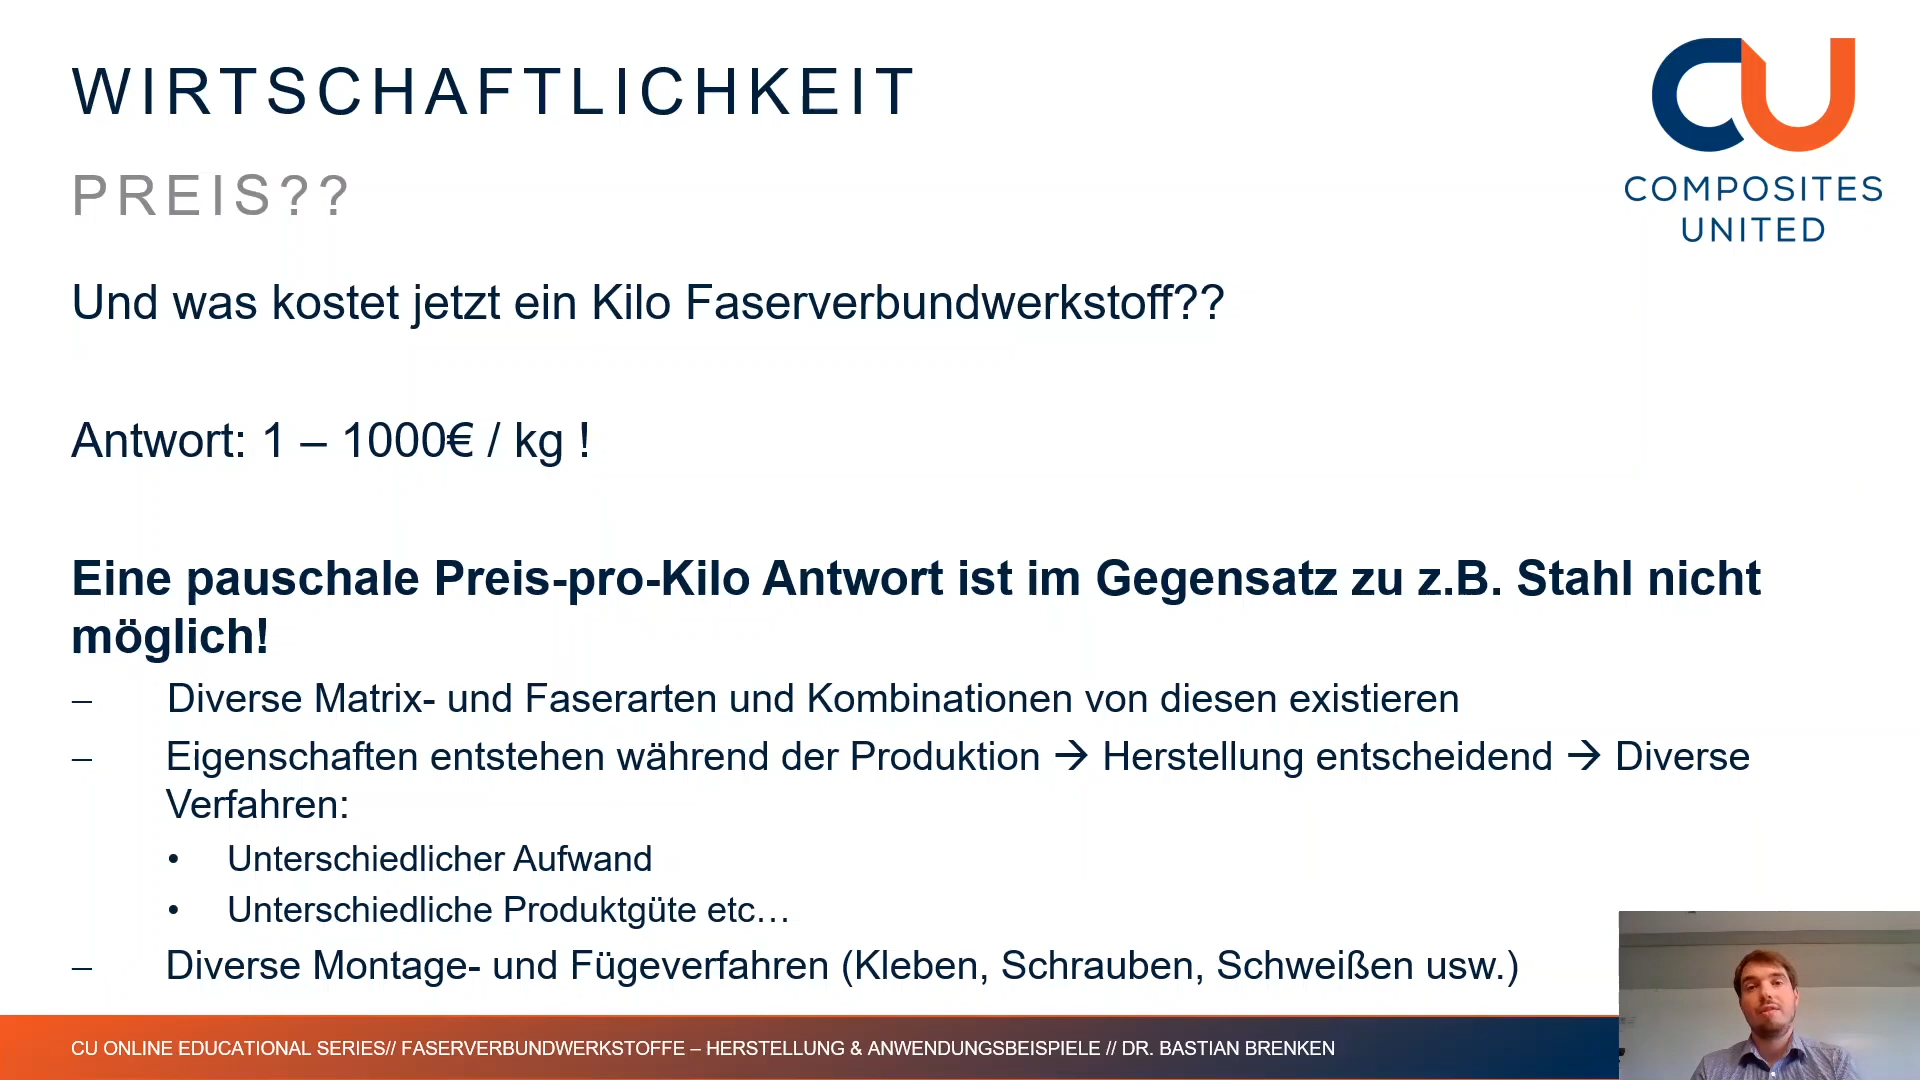 WIRTSCHAFTLICHKEIT
PREIS??
COMPOSITES
UNITED
Und was kostet jetzt ein Kilo Faserverbundwerkstoff??
Antwort: 1 – 1000€ / kg !
Eine pauschale Preis-pro-Kilo Antwort ist im Gegensatz zu z.B. Stahl nicht
möglich!
– Diverse Matrix- und Faserarten und Kombinationen von diesen existieren
– Eigenschaften entstehen während der Produktion → Herstellung entscheidend → Diverse
Verfahren:
• Unterschiedlicher Aufwand
• Unterschiedliche Produktgüte etc…
– Diverse Montage- und Fügeverfahren (Kleben, Schrauben, Schweißen usw.)
CU ONLINE EDUCATIONAL SERIES// FASERVERBUNDWERKSTOFFE – HERSTELLUNG & ANWENDUNGSBEISPIELE // DR. BASTIAN BRENKEN